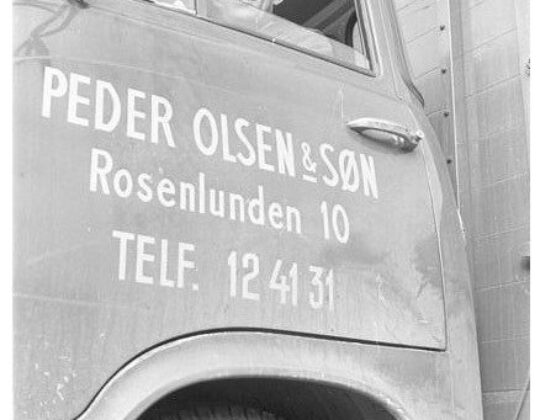 PEDER OLSEN & SØN
Rosenlunden 10
TELF. 12 41 31